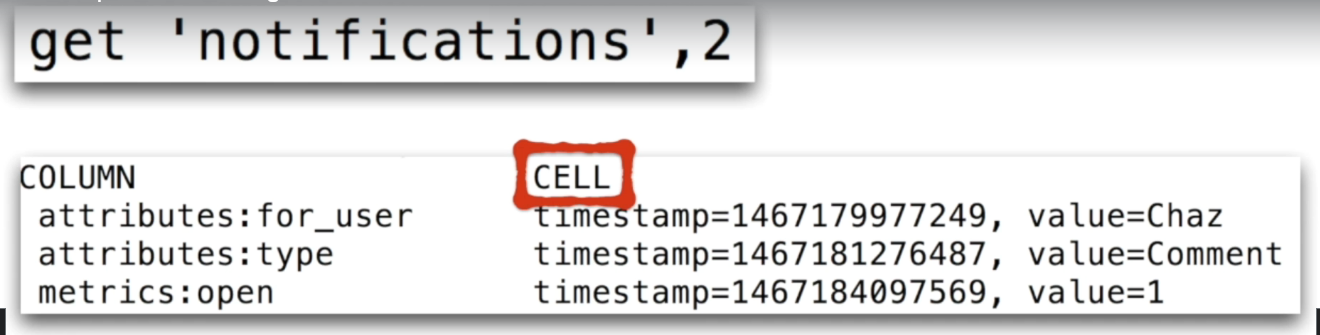 get 'notifications',2
COLUMN CELL
attributes:for_user timestamp=1467179977249, value=Chaz
attributes:type timestamp=1467181276487, value=Comment
metrics:open timestamp=1467184097569, value=1